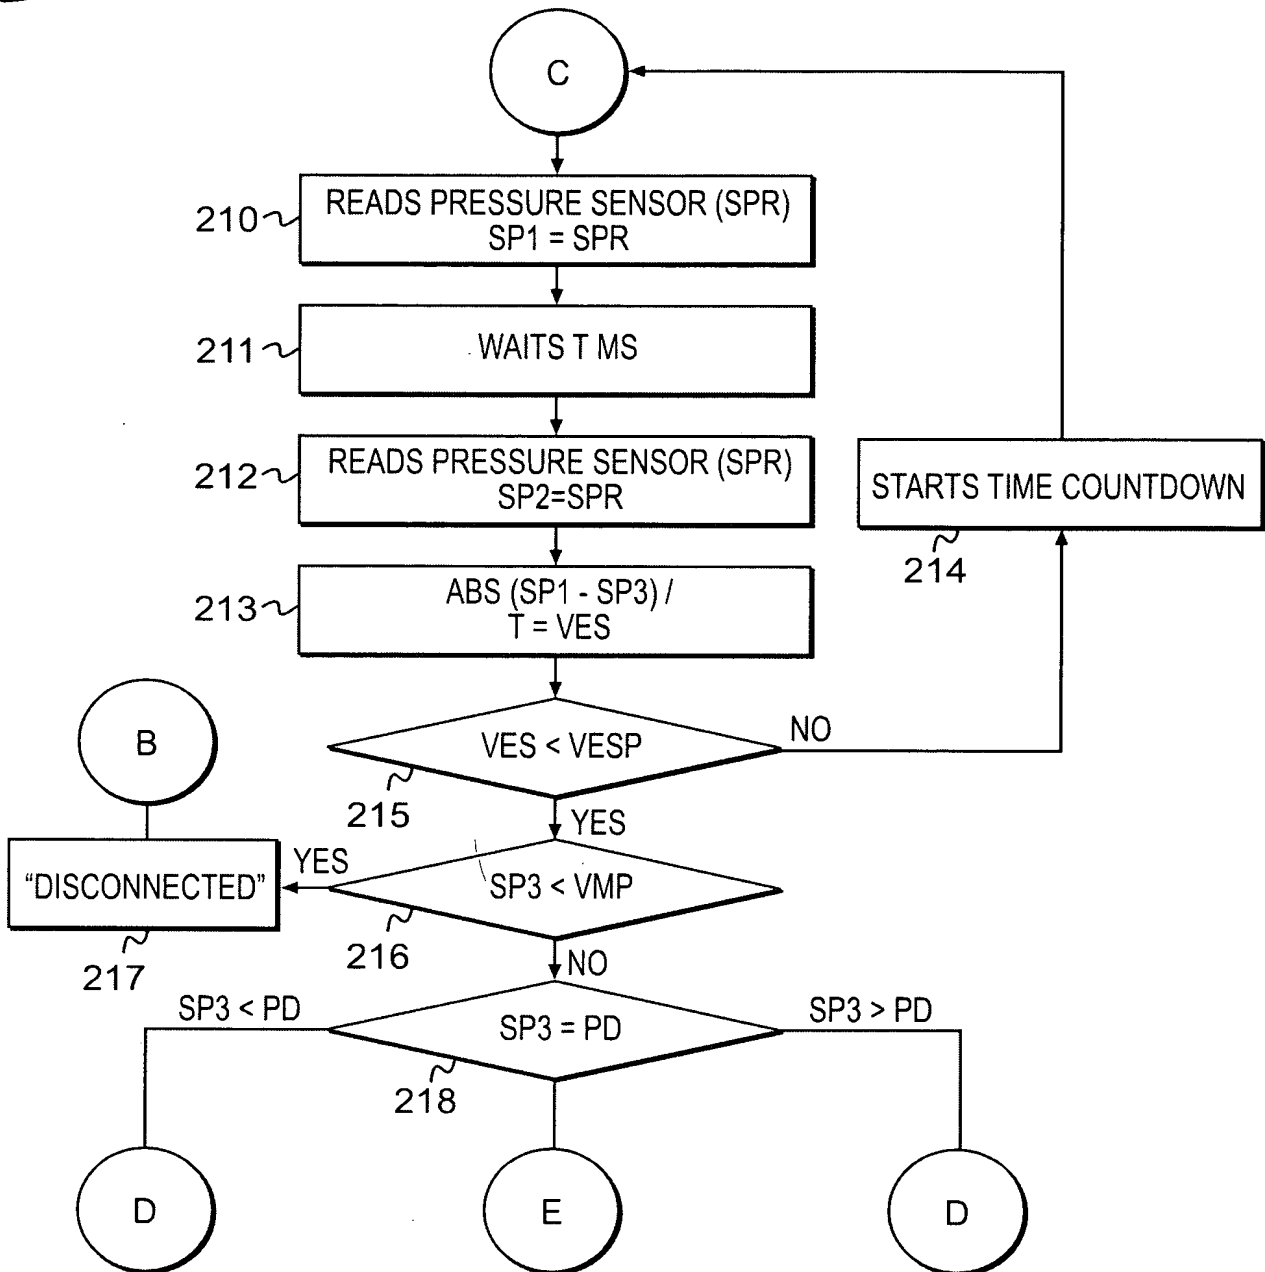 C
READS PRESSURE SENSOR (SPR)
SP1 = SPR
210
WAITS T MS
211
READS PRESSURE SENSOR (SPR)
SP2=SPR
212
STARTS TIME COUNTDOWN
214
ABS (SP1 - SP3) /
T = VES
213
VES < VESP
NO
215
YES
B
"DISCONNECTED"
217
YES
SP3 < VMP
216
NO
SP3 < PD
SP3 = PD
SP3 > PD
218
D
E
D